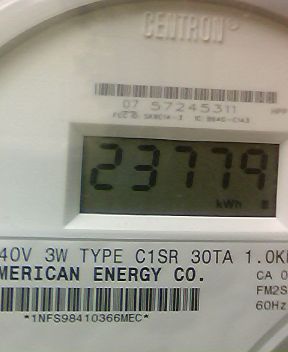 CENTRON®
07 57245311
23779
kWh
40V 3W TYPE C1SR 30TA 1.0K
MERICAN ENERGY CO.
CA 0
FM2S
60Hz
*1NFS98410366MEC*